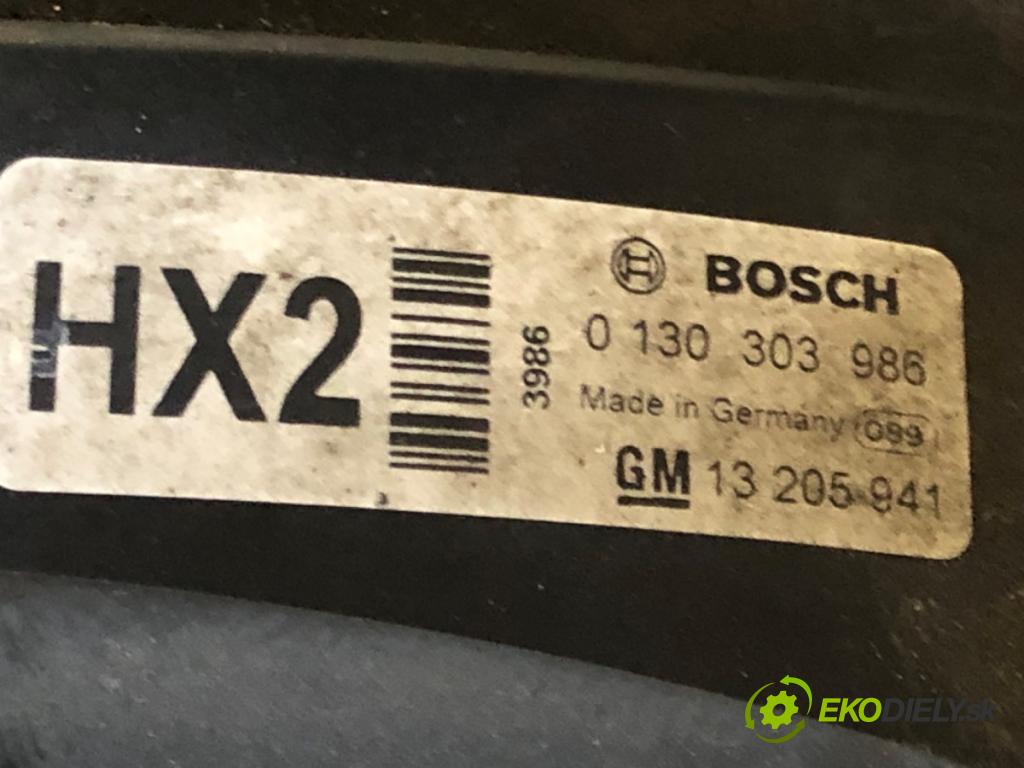 HX2
3986
BOSCH
0 130 303 986
Made in Germany 099
GM 13 205 941
EKODIELY.sk